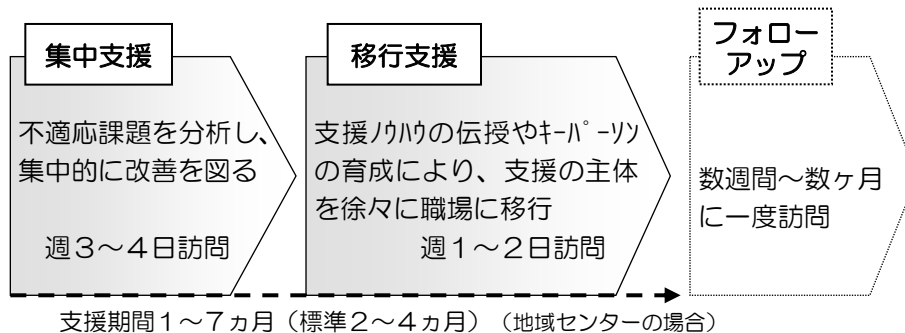 集中支援
不適応課題を分析し、
集中的に改善を図る
週３～４日訪問
移行支援
支援ﾉｳﾊｳの伝授やｷｰﾊﾟｰｿﾝ
の育成により、支援の主体
を徐々に職場に移行
週１～２日訪問
フォロー
アップ
数週間～数ヶ月
に一度訪問
支援期間１～７ヵ月（標準２～４ヵ月）（地域センターの場合）